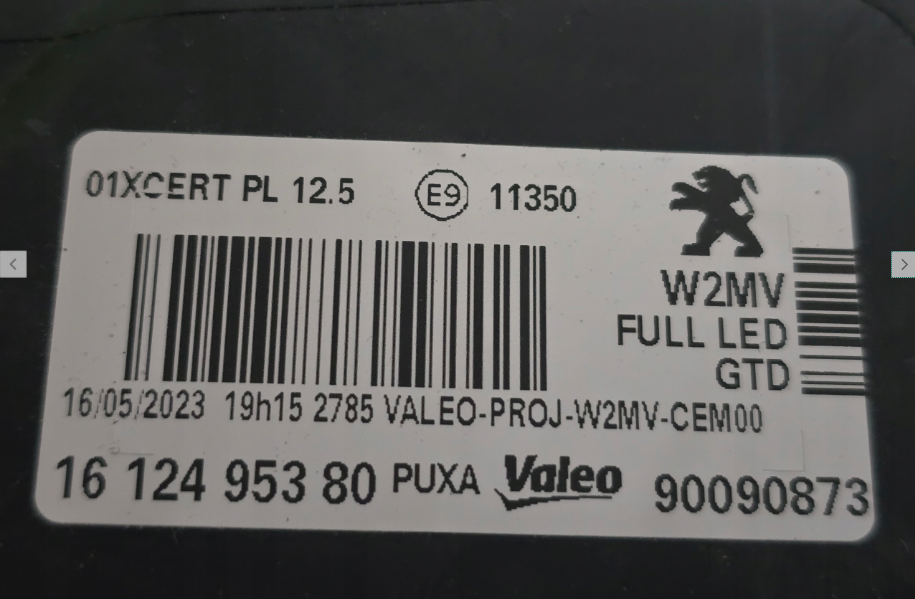 01XCERT PL 12.5 E9 11350
W2MV
FULL LED
GTD
16/05/2023 19h15 2785 VALEO-PROJ-W2MV-CEM00
16 124 953 80 PUXA Valeo 90090873